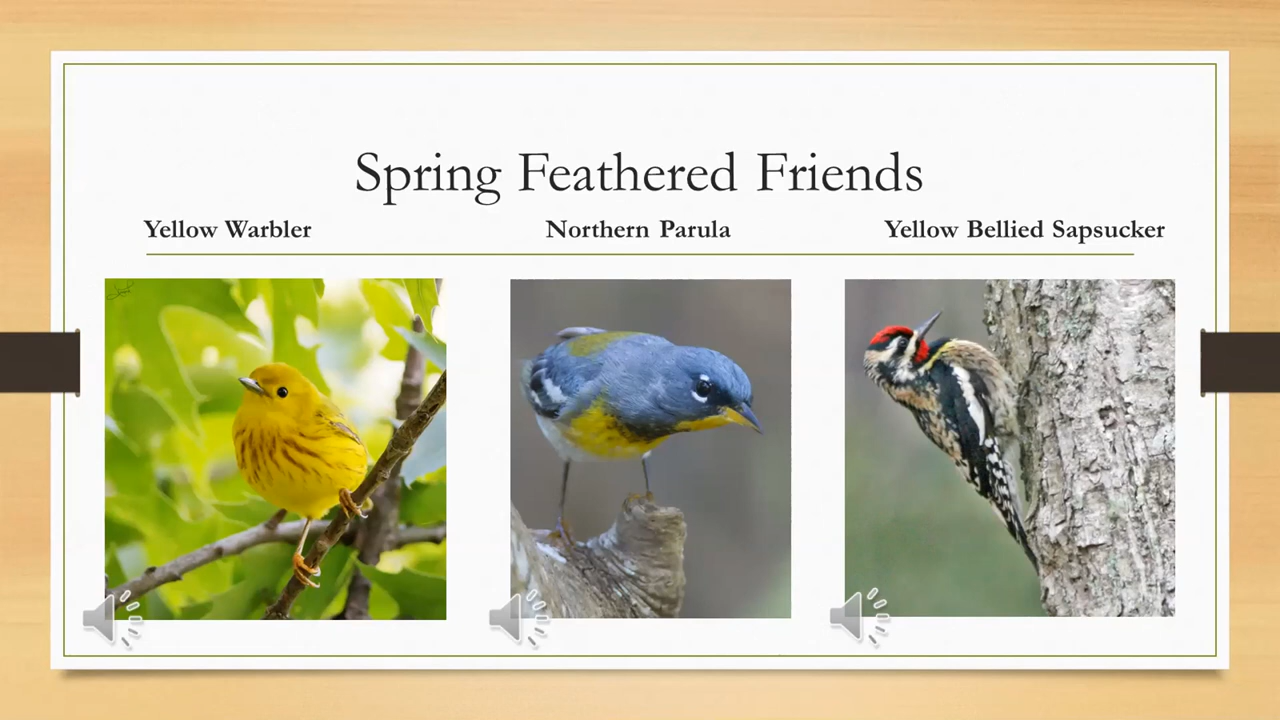 Spring Feathered Friends
Yellow Warbler
Northern Parula
Yellow Bellied Sapsucker